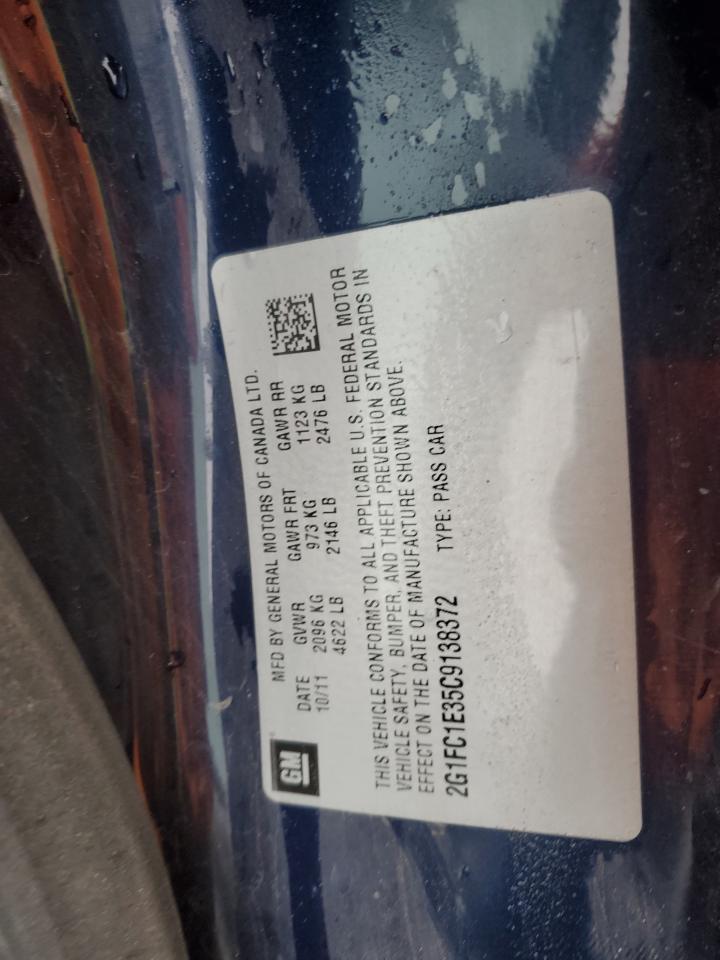 GM
MFD BY GENERAL MOTORS OF CANADA LTD.
DATE GVWR GAWR FRT GAWR RR
10/11 2096 KG 973 KG 1123 KG
4622 LB 2146 LB 2476 LB
THIS VEHICLE CONFORMS TO ALL APPLICABLE U.S. FEDERAL MOTOR
VEHICLE SAFETY, BUMPER, AND THEFT PREVENTION STANDARDS IN
EFFECT ON THE DATE OF MANUFACTURE SHOWN ABOVE.
2G1FC1E35C9138372 TYPE: PASS CAR